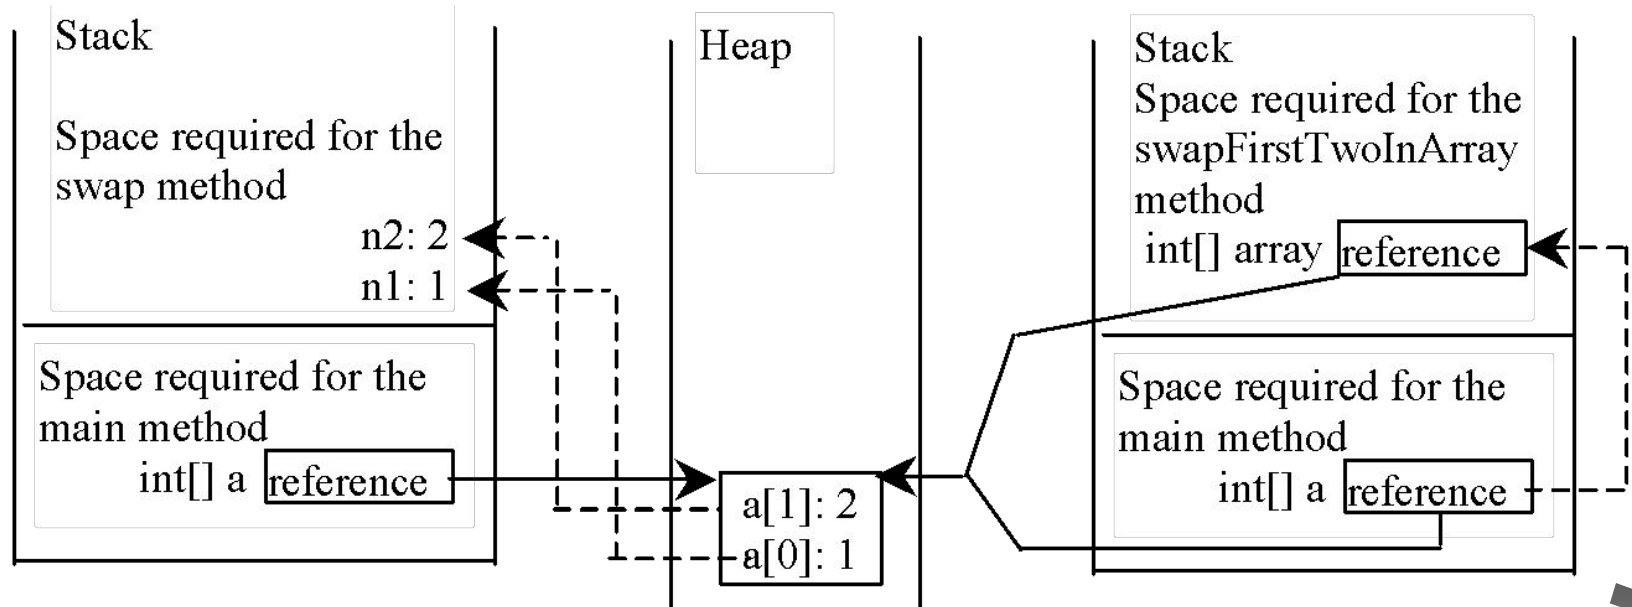 Stack
Space required for the
swap method
n2: 2
n1: 1
Space required for the
main method
int[] a reference
Heap
a[1]: 2
a[0]: 1
Stack
Space required for the
swapFirstTwoInArray
method
int[] array reference
Space required for the
main method
int[] a reference